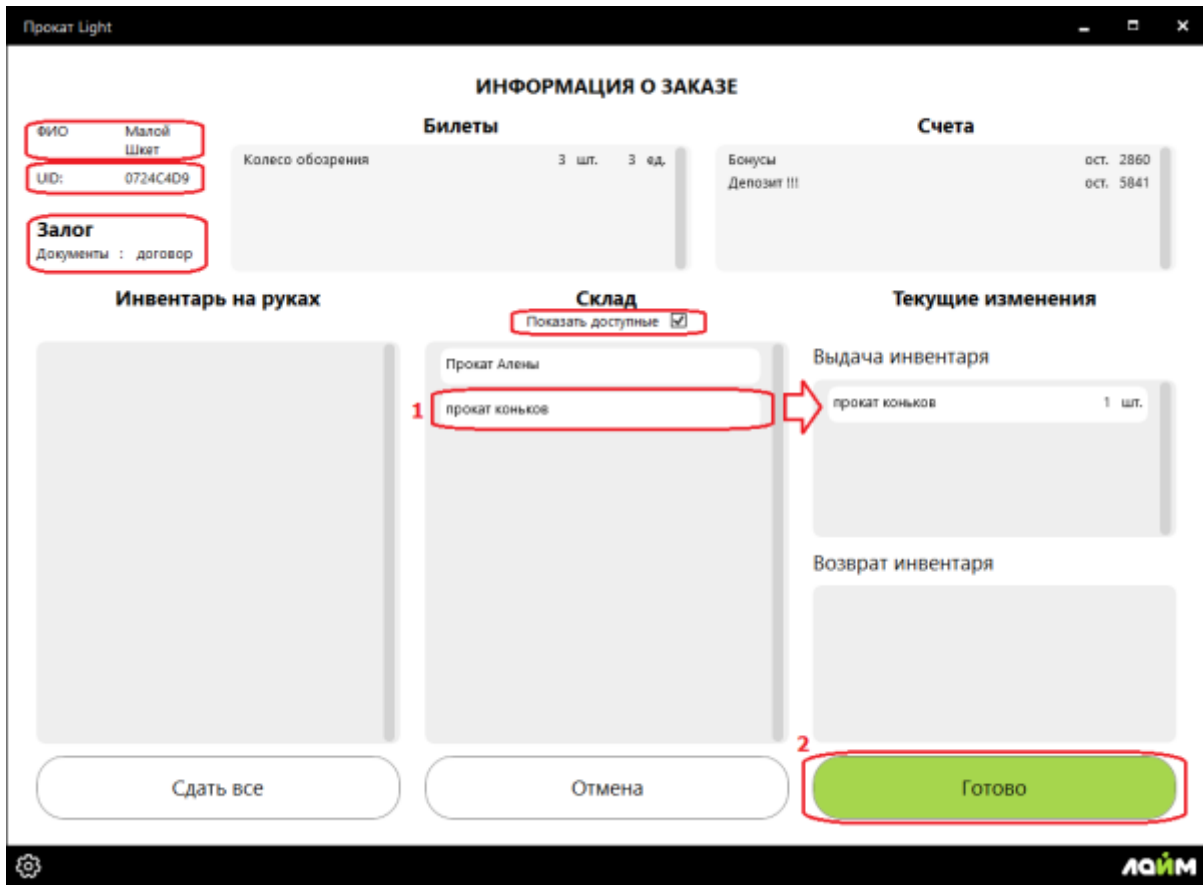 Прокат Light
ИНФОРМАЦИЯ О ЗАКАЗЕ
ФИО Малой
Шкет
UID: 0724C4D9
Залог
Документы : договор
Билеты
Колесо обозрения 3 шт. 3 ед.
Счета
Бонусы ост. 2860
Депозит !!! ост. 5841
Инвентарь на руках
Склад
Показать доступные
Прокат Алены
1 прокат коньков
Текущие изменения
Выдача инвентаря
прокат коньков 1 шт.
Возврат инвентаря
2
Сдать все
Отмена
Готово
лайм